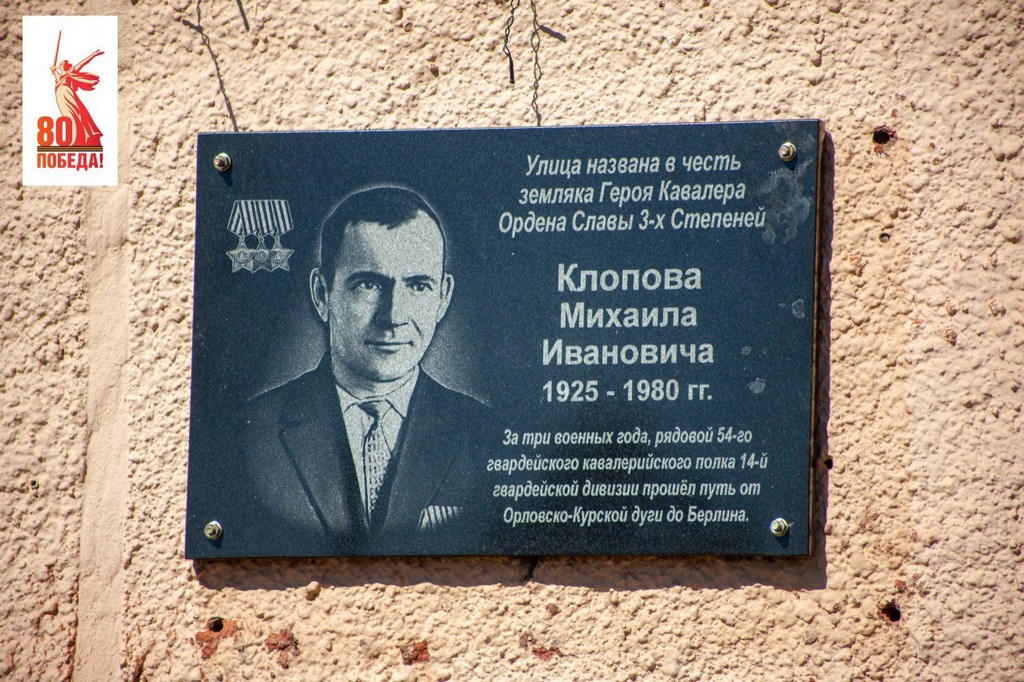 80
ПОБЕДА!
Улица названа в честь
земляка Героя Кавалера
Ордена Славы 3-х Степеней
Клопова
Михаила
Ивановича
1925 - 1980 гг.
За три военных года, рядовой 54-го
гвардейского кавалерийского полка 14-й
гвардейской дивизии прошёл путь от
Орловско-Курской дуги до Берлина.